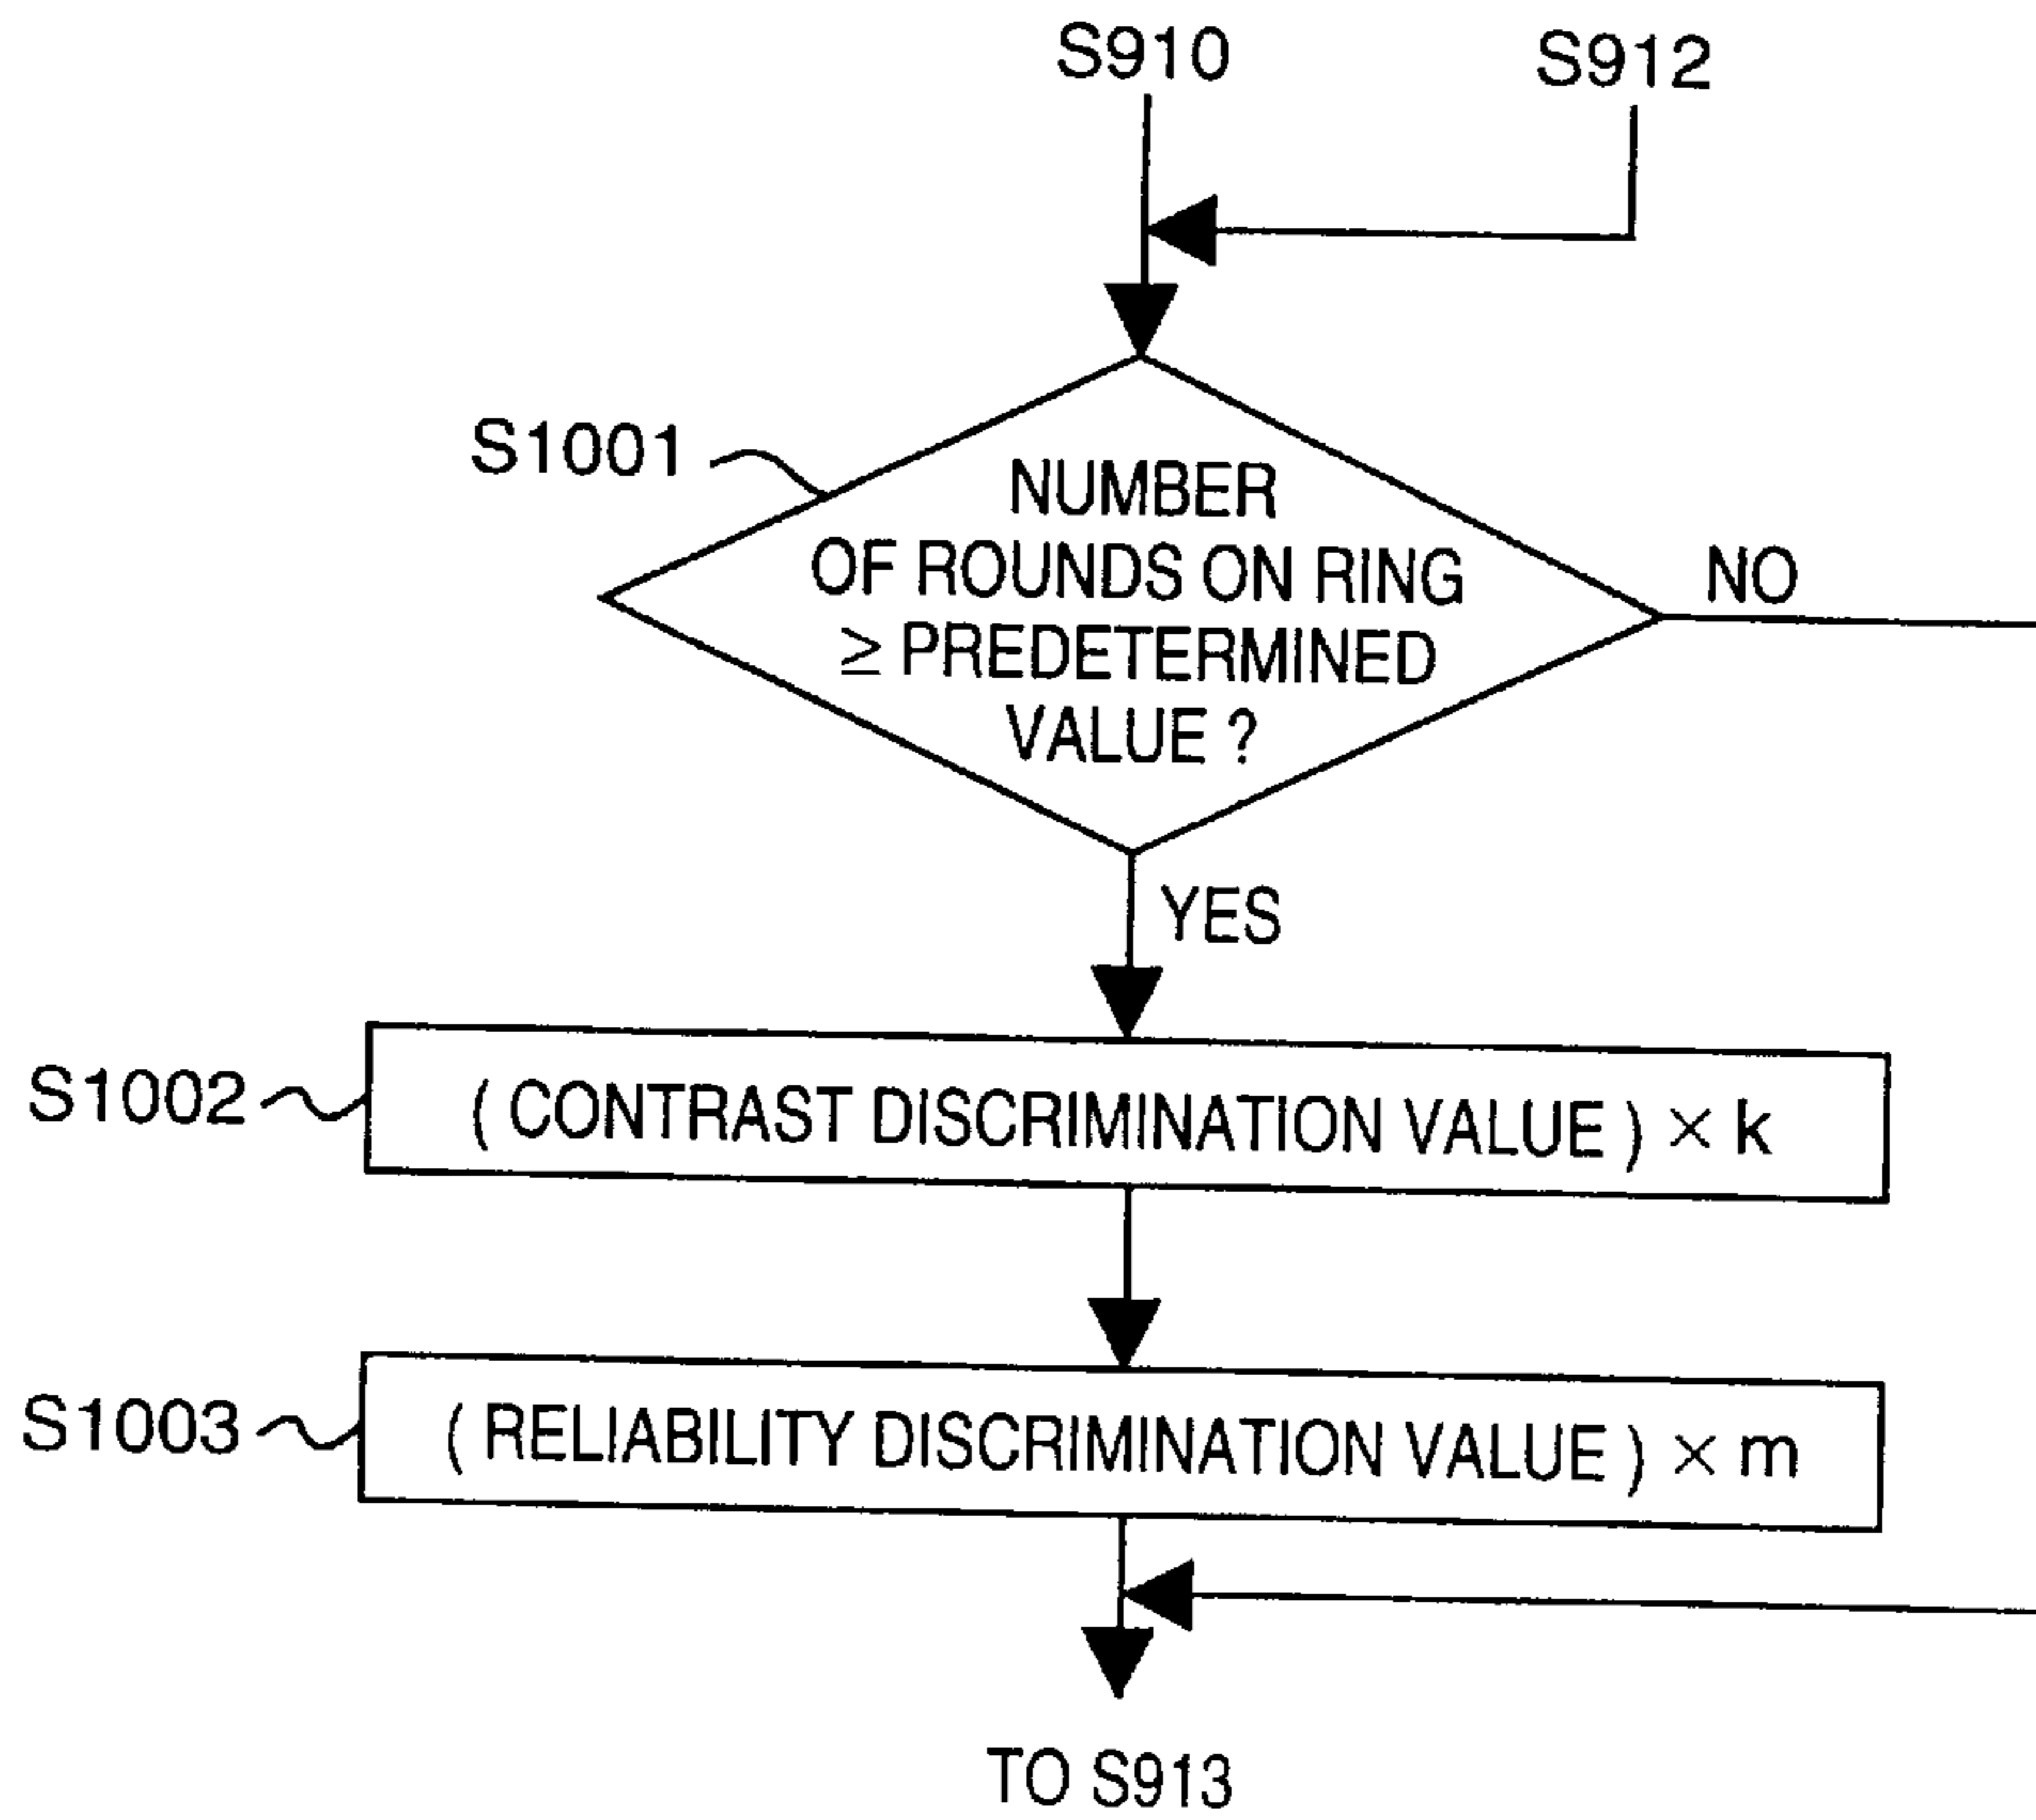 S910
S912
S1001
NUMBER
OF ROUNDS ON RING
≥ PREDETERMINED
VALUE ?
NO
YES
S1002
( CONTRAST DISCRIMINATION VALUE ) × k
S1003
( RELIABILITY DISCRIMINATION VALUE ) × m
TO S913